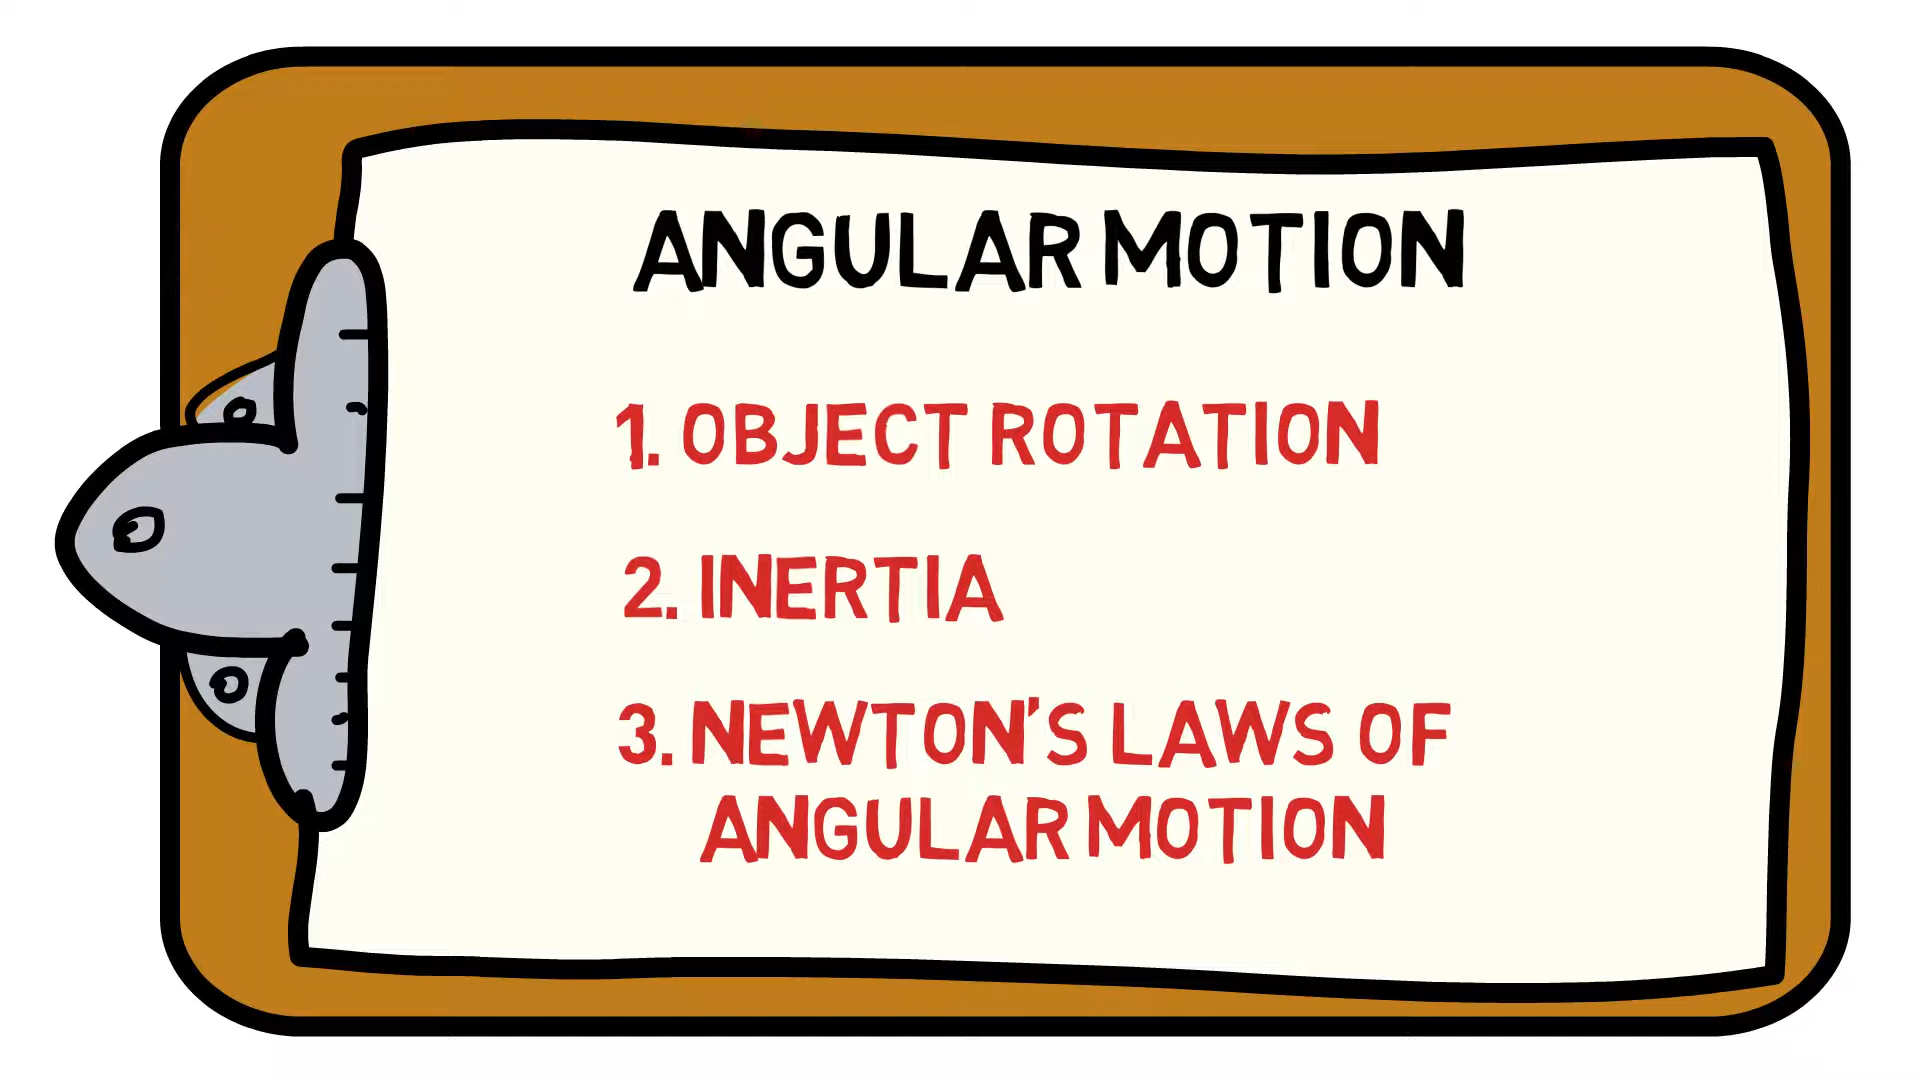 ANGULAR MOTION
1. OBJECT ROTATION
2. INERTIA
3. NEWTON'S LAWS OF
ANGULAR MOTION